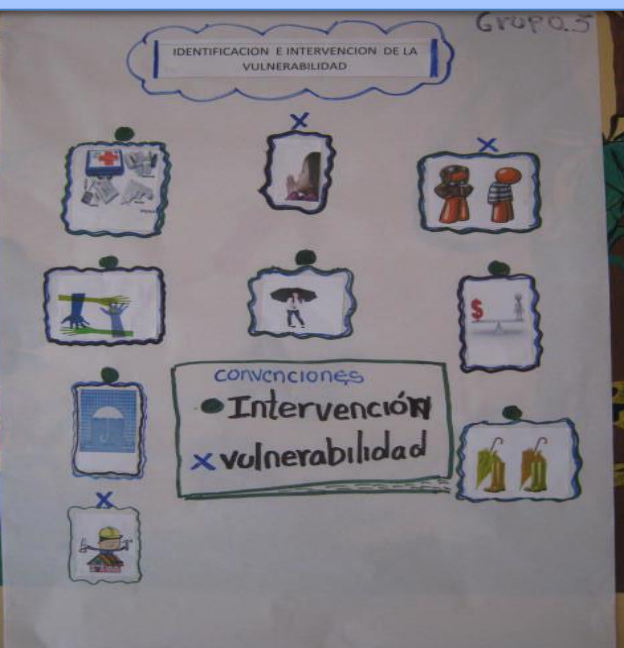 Grupo.5
IDENTIFICACION E INTERVENCION DE LA
VULNERABILIDAD
$
convenciones
Intervención
x vulnerabilidad